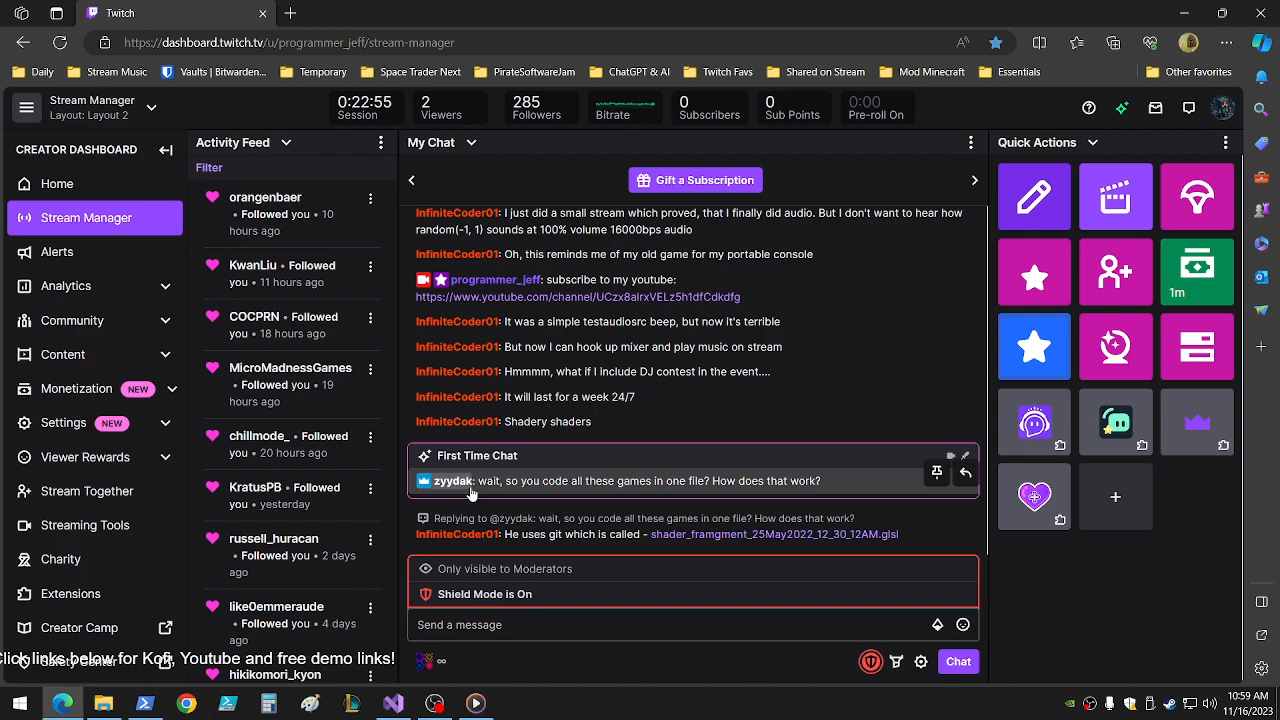 Twitch
https://dashboard.twitch.tv/u/programmer_jeff/stream-manager
Daily
Stream Music
Vaults | Bitwarden...
Temporary
Space Trader Next
PirateSoftwareJam
ChatGPT & AI
Twitch Favs
Shared on Stream
Mod Minecraft
Essentials
Other favorites
Stream Manager
Layout: Layout 2
0:22:55
Session
2
Viewers
285
Followers
Bitrate
0
Subscribers
0
Sub Points
0:00
Pre-roll On
CREATOR DASHBOARD
Home
Stream Manager
Alerts
Analytics
Community
Content
Monetization NEW
Settings NEW
Viewer Rewards
Stream Together
Streaming Tools
Charity
Extensions
Creator Camp
Click links below for Kofi, Youtube and free demo links!
Activity Feed
Filter
orangenbaer
• Followed you • 10
hours ago
KwanLiu • Followed
you • 11 hours ago
COCPRN • Followed
you • 18 hours ago
MicroMadnessGames
• Followed you • 19
hours ago
chillmode_ • Followed
you • 20 hours ago
KratusPB • Followed
you • yesterday
russell_huracan
• Followed you • 2 days
ago
like0emmeraude
• Followed you • 4 days
ago
hikikomori_kyon
My Chat
Gift a Subscription
InfiniteCoder01: I just did a small stream which proved, that I finally did audio. But I don't want to hear how
random(-1, 1) sounds at 100% volume 16000bps audio
InfiniteCoder01: Oh, this reminds me of my old game for my portable console
programmer_jeff: subscribe to my youtube:
https://www.youtube.com/channel/UCzx8alrxVELz5h1dfCdkdfg
InfiniteCoder01: It was a simple testaudiosrc beep, but now it's terrible
InfiniteCoder01: But now I can hook up mixer and play music on stream
InfiniteCoder01: Hmmmm, what if I include DJ contest in the event....
InfiniteCoder01: It will last for a week 24/7
InfiniteCoder01: Shadery shaders
First Time Chat
zyydak: wait, so you code all these games in one file? How does that work?
Replying to @zyydak: wait, so you code all these games in one file? How does that work?
InfiniteCoder01: He uses git which is called - shader_framgment_25May2022_12_30_12AM.glsl
Only visible to Moderators
Shield Mode is On
Send a message
∞
Chat
Quick Actions
1m
10:59 AM
11/16/2023